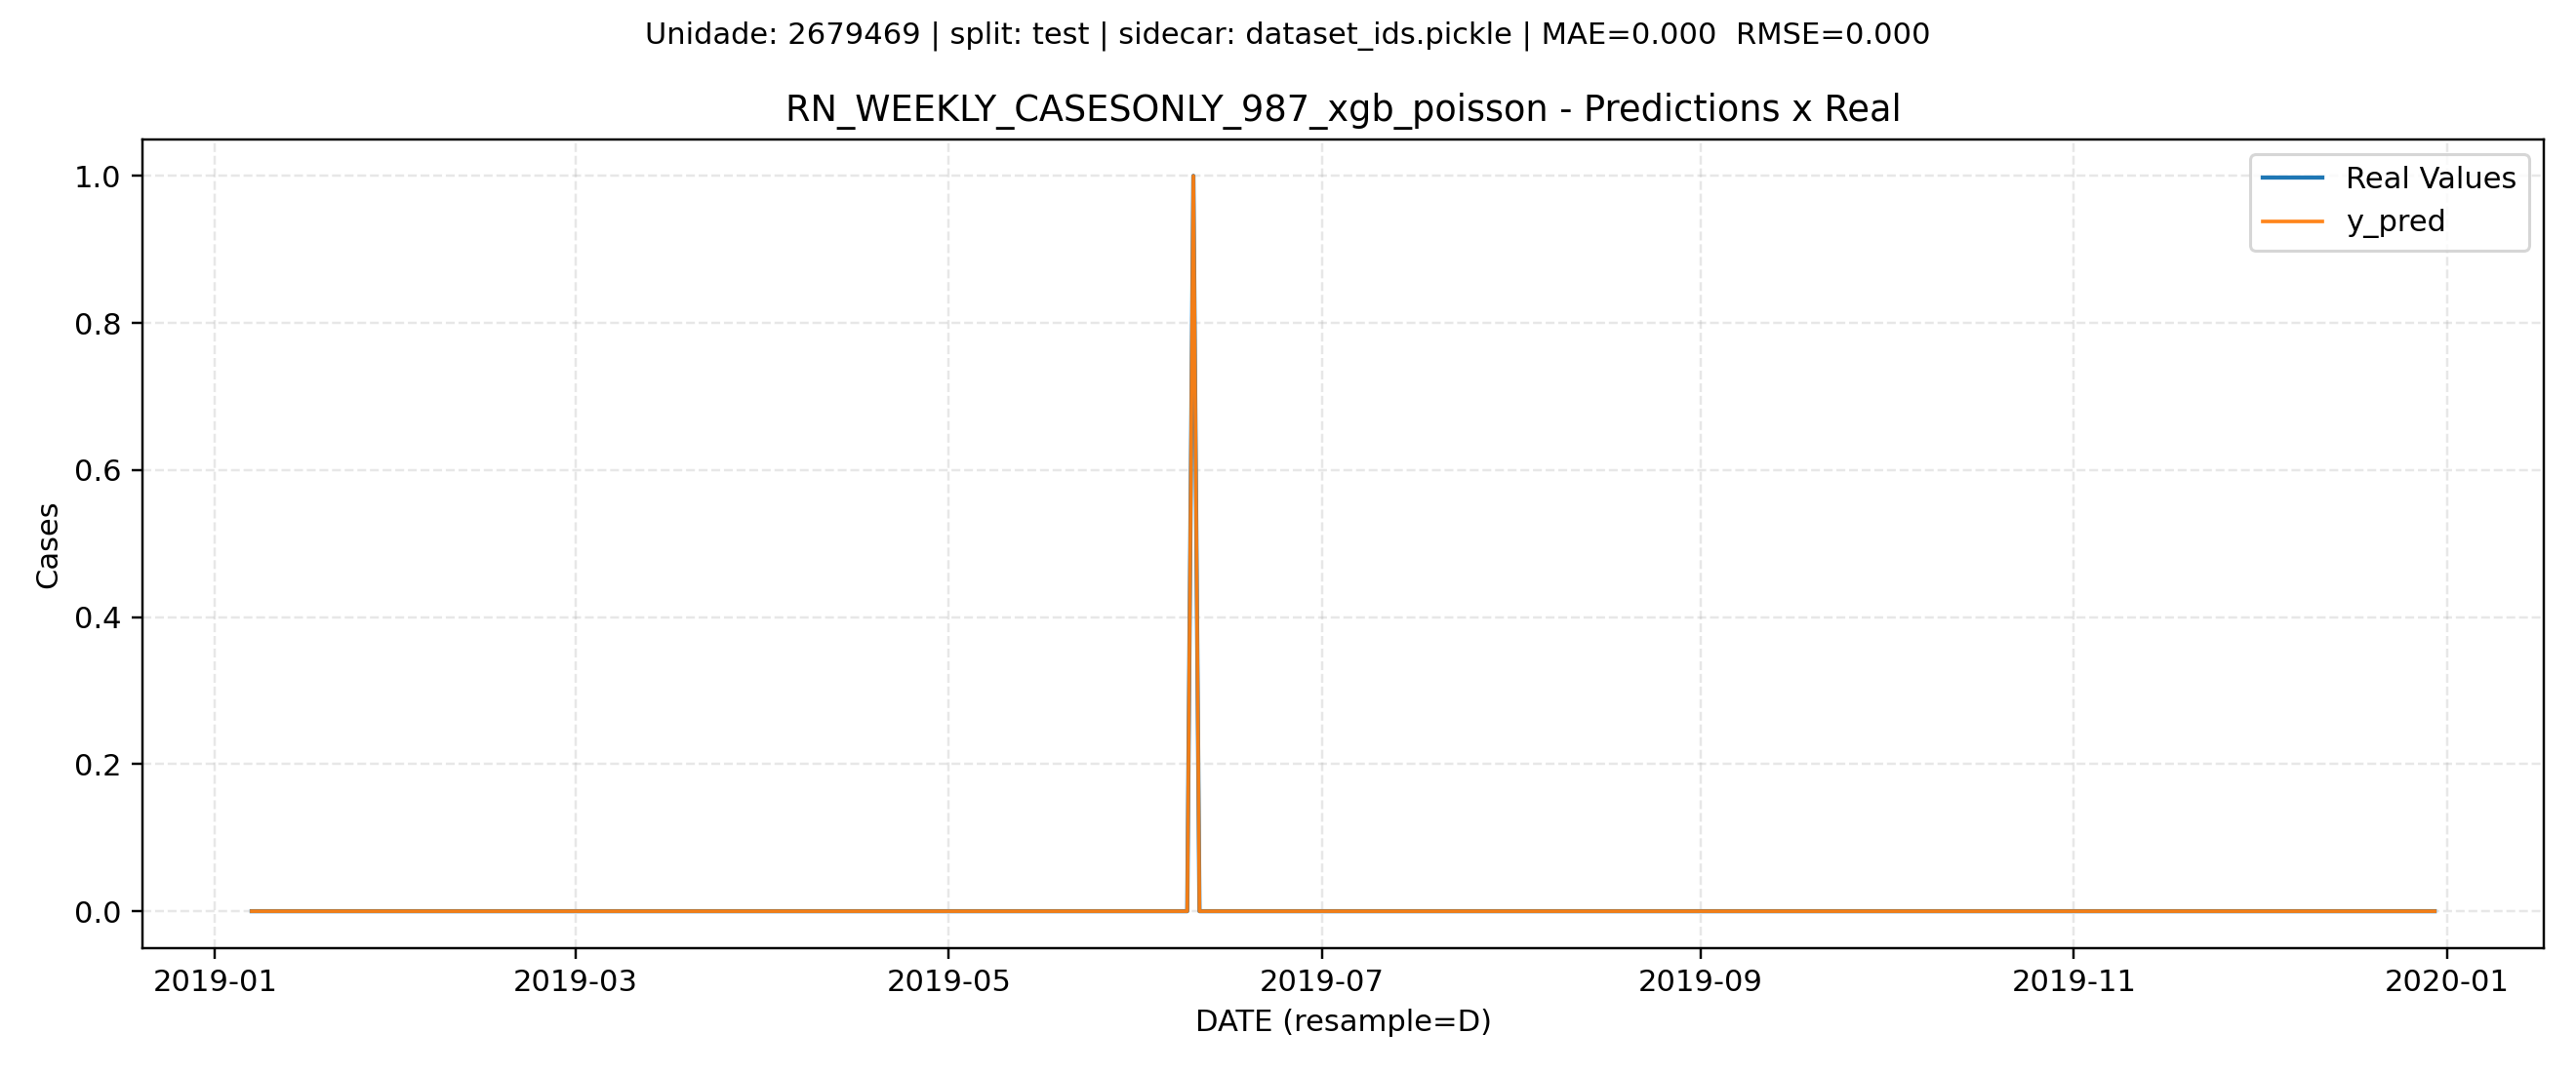 Unidade: 2679469 | split: test | sidecar: dataset_ids.pickle | MAE=0.000  RMSE=0.000
RN_WEEKLY_CASESONLY_987_xgb_poisson - Predictions x Real
Real Values
y_pred
1.0
0.8
0.6
0.4
0.2
0.0
Cases
2019-01
2019-03
2019-05
2019-07
2019-09
2019-11
2020-01
DATE (resample=D)